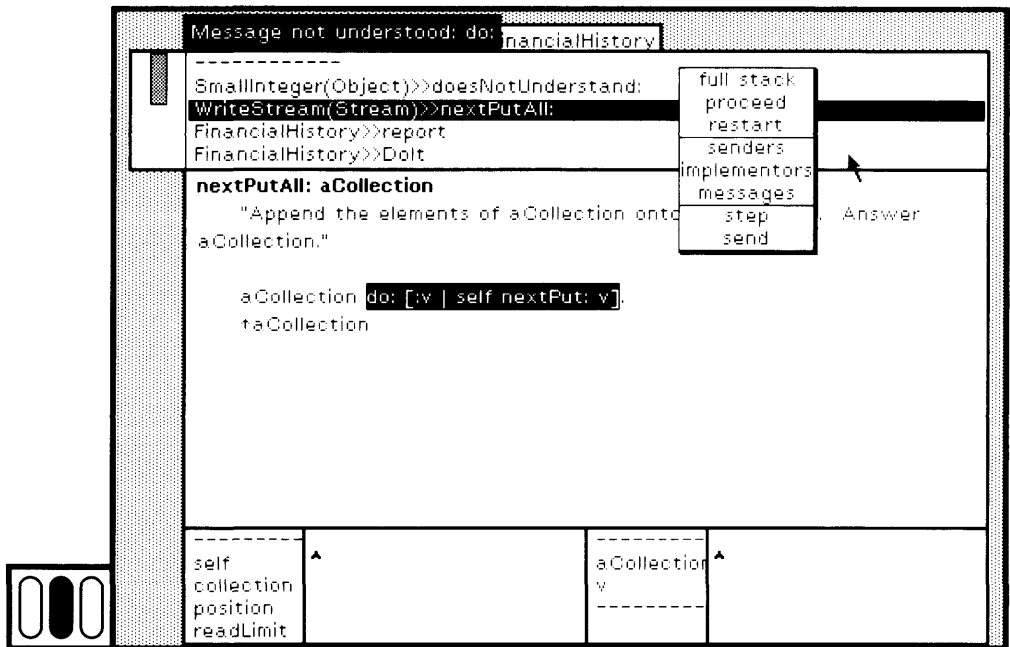 Message not understood: do:
nancialHistory
------------
SmallInteger(Object)>>doesNotUnderstand:
WriteStream(Stream)>>nextPutAll:
FinancialHistory>>report
FinancialHistory>>DoIt
full stack
proceed
restart
senders
implementors
messages
step
send
nextPutAll: aCollection
"Append the elements of aCollection onto . Answer
aCollection."
aCollection do: [:v | self nextPut: v].
↑aCollection
---------
self
collection
position
readLimit
---------
aCollection
v
---------